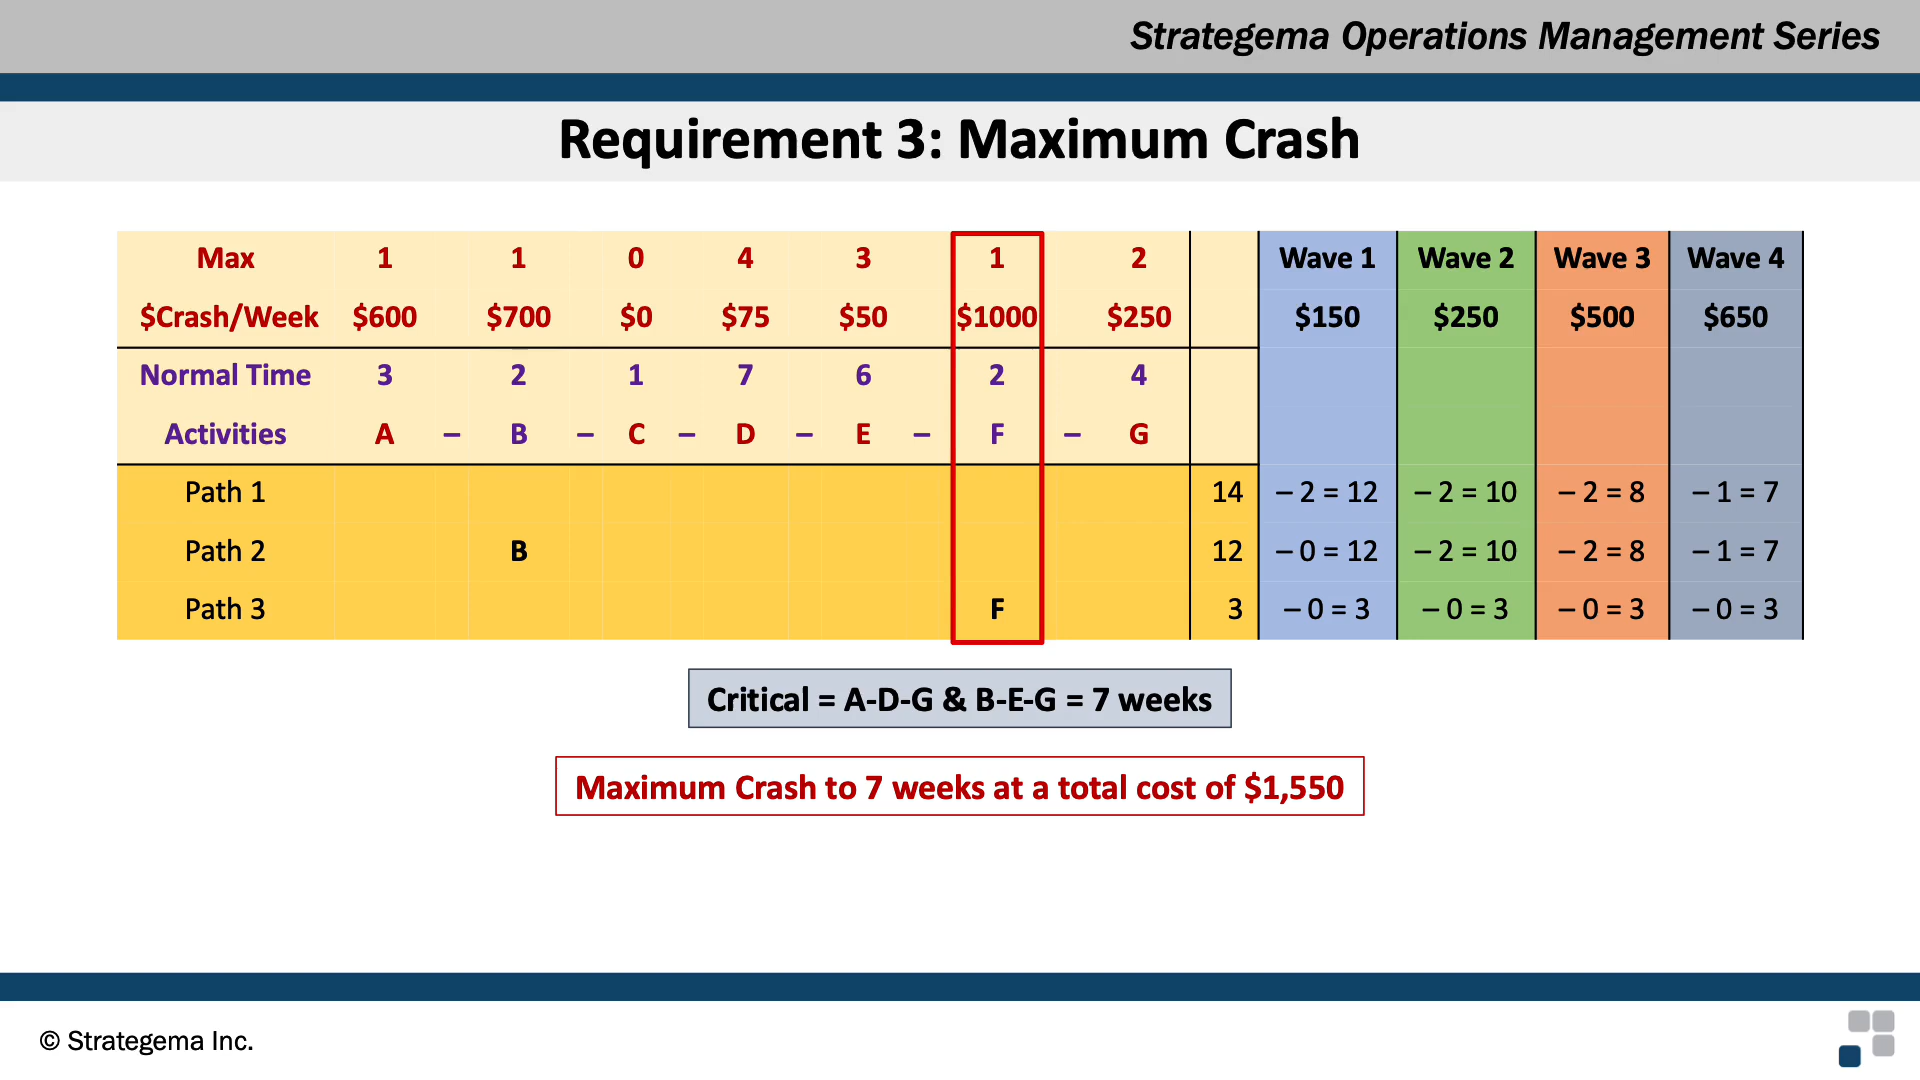 Strategema Operations Management Series
Requirement 3: Maximum Crash
Max 1 1 0 4 3 1 2 Wave 1 Wave 2 Wave 3 Wave 4
$Crash/Week $600 $700 $0 $75 $50 $1000 $250 $150 $250 $500 $650
Normal Time 3 2 1 7 6 2 4
Activities A – B – C – D – E – F – G
Path 1 14 – 2 = 12 – 2 = 10 – 2 = 8 – 1 = 7
Path 2 B 12 – 0 = 12 – 2 = 10 – 2 = 8 – 1 = 7
Path 3 F 3 – 0 = 3 – 0 = 3 – 0 = 3 – 0 = 3
Critical = A-D-G & B-E-G = 7 weeks
Maximum Crash to 7 weeks at a total cost of $1,550
© Strategema Inc.